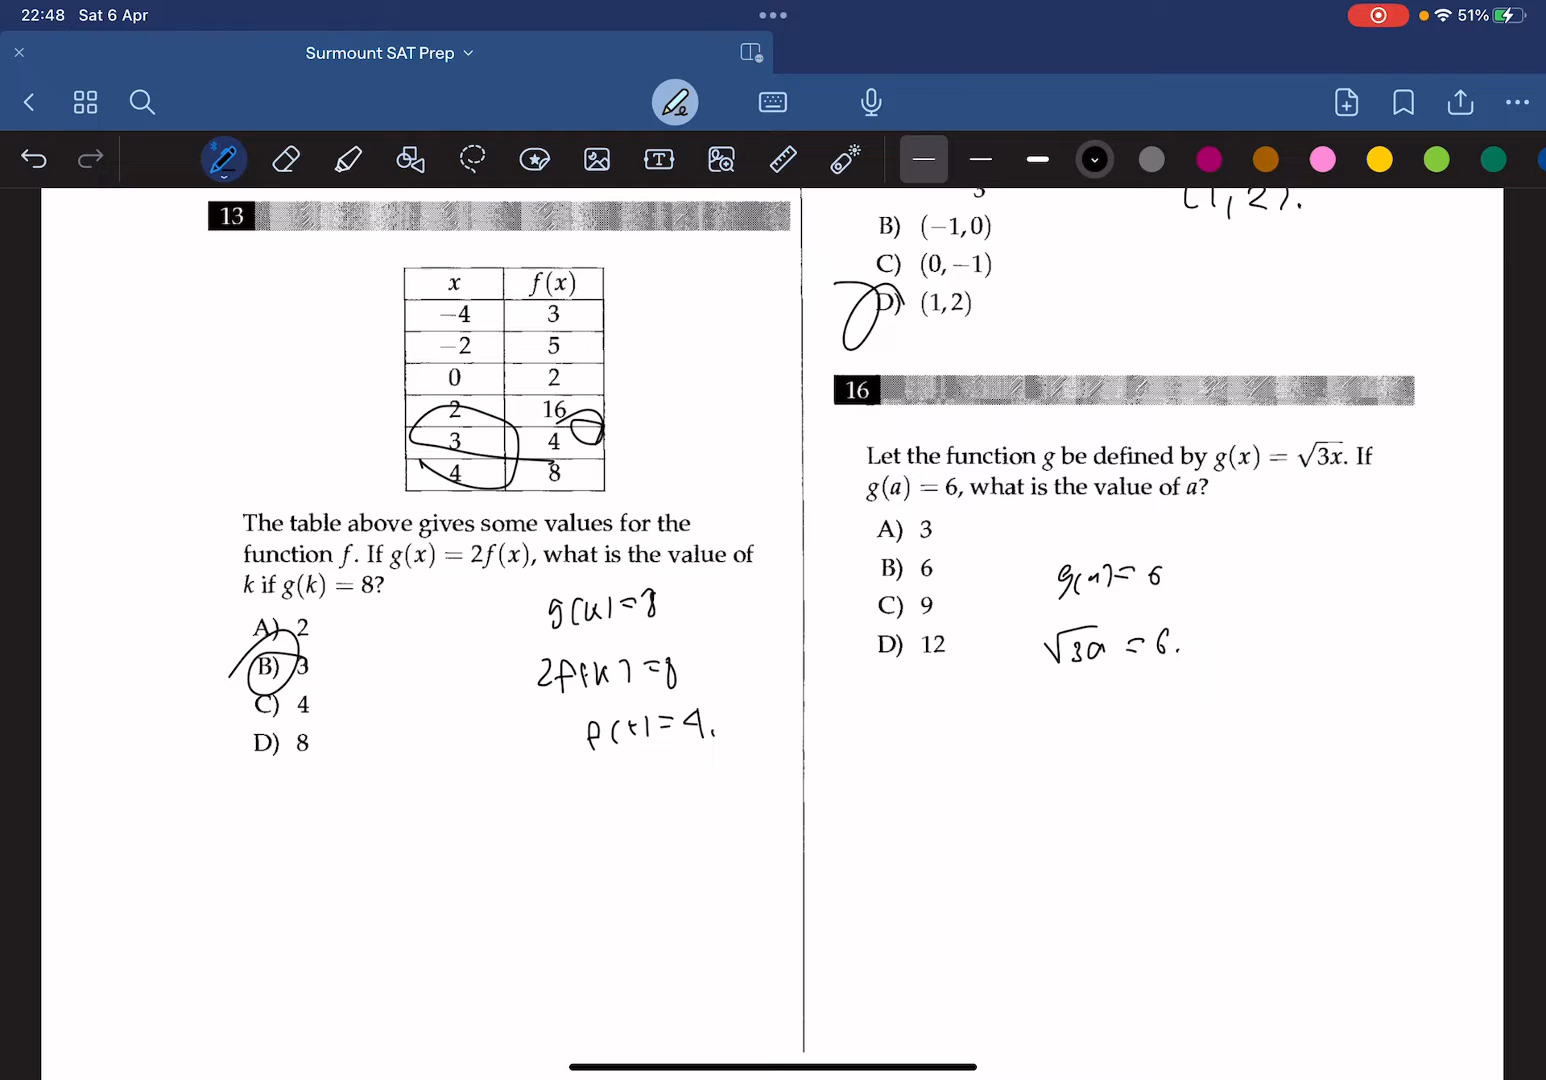 22:48 Sat 6 Apr
51%
Surmount SAT Prep
13
x f(x)
−4 3
−2 5
0 2
2 16
3 4
4 8
The table above gives some values for the
function f. If g(x) = 2f(x), what is the value of
k if g(k) = 8?
A) 2
B) 3
C) 4
D) 8
g(k)=8
2f(k)=8
f(k)=4.
(1,2).
B) (−1,0)
C) (0,−1)
D) (1,2)
16
Let the function g be defined by g(x) = √3x. If
g(a) = 6, what is the value of a?
A) 3
B) 6
C) 9
D) 12
g(a)=6
√3a = 6.